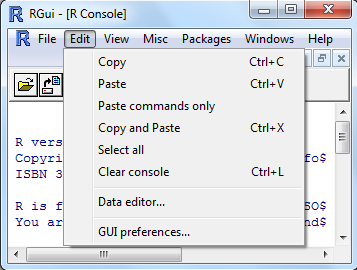 RGui - [R Console]
File Edit View Misc Packages Windows Help
Copy Ctrl+C
Paste Ctrl+V
Paste commands only
Copy and Paste Ctrl+X
Select all
Clear console Ctrl+L
Data editor...
GUI preferences...
R vers
Copyri fo$
ISBN 3
R is f SO$
You ar nd$